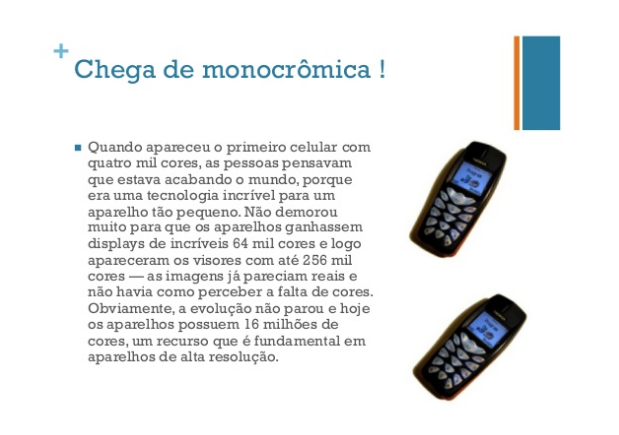 +
Chega de monocrômica !
Quando apareceu o primeiro celular com
quatro mil cores, as pessoas pensavam
que estava acabando o mundo, porque
era uma tecnologia incrível para um
aparelho tão pequeno. Não demorou
muito para que os aparelhos ganhassem
displays de incríveis 64 mil cores e logo
apareceram os visores com até 256 mil
cores — as imagens já pareciam reais e
não havia como perceber a falta de cores.
Obviamente, a evolução não parou e hoje
os aparelhos possuem 16 milhões de
cores, um recurso que é fundamental em
aparelhos de alta resolução.